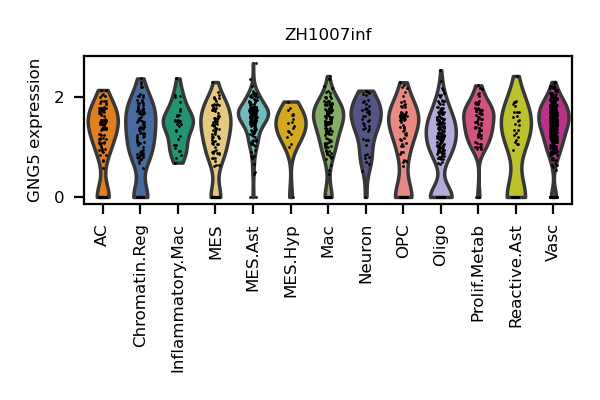 ZH1007inf
GNG5 expression
2
0
AC
Chromatin.Reg
Inflammatory.Mac
MES
MES.Ast
MES.Hyp
Mac
Neuron
OPC
Oligo
Prolif.Metab
Reactive.Ast
Vasc